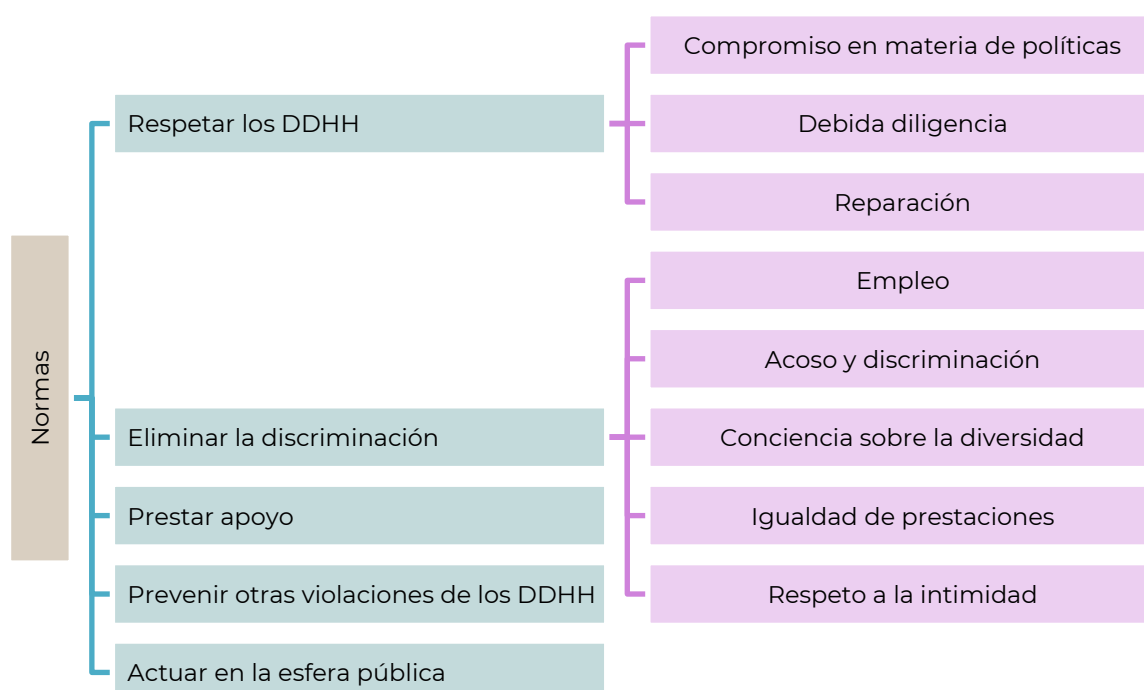 Normas
Respetar los DDHH
Compromiso en materia de políticas
Debida diligencia
Reparación
Eliminar la discriminación
Empleo
Acoso y discriminación
Conciencia sobre la diversidad
Igualdad de prestaciones
Respeto a la intimidad
Prestar apoyo
Prevenir otras violaciones de los DDHH
Actuar en la esfera pública